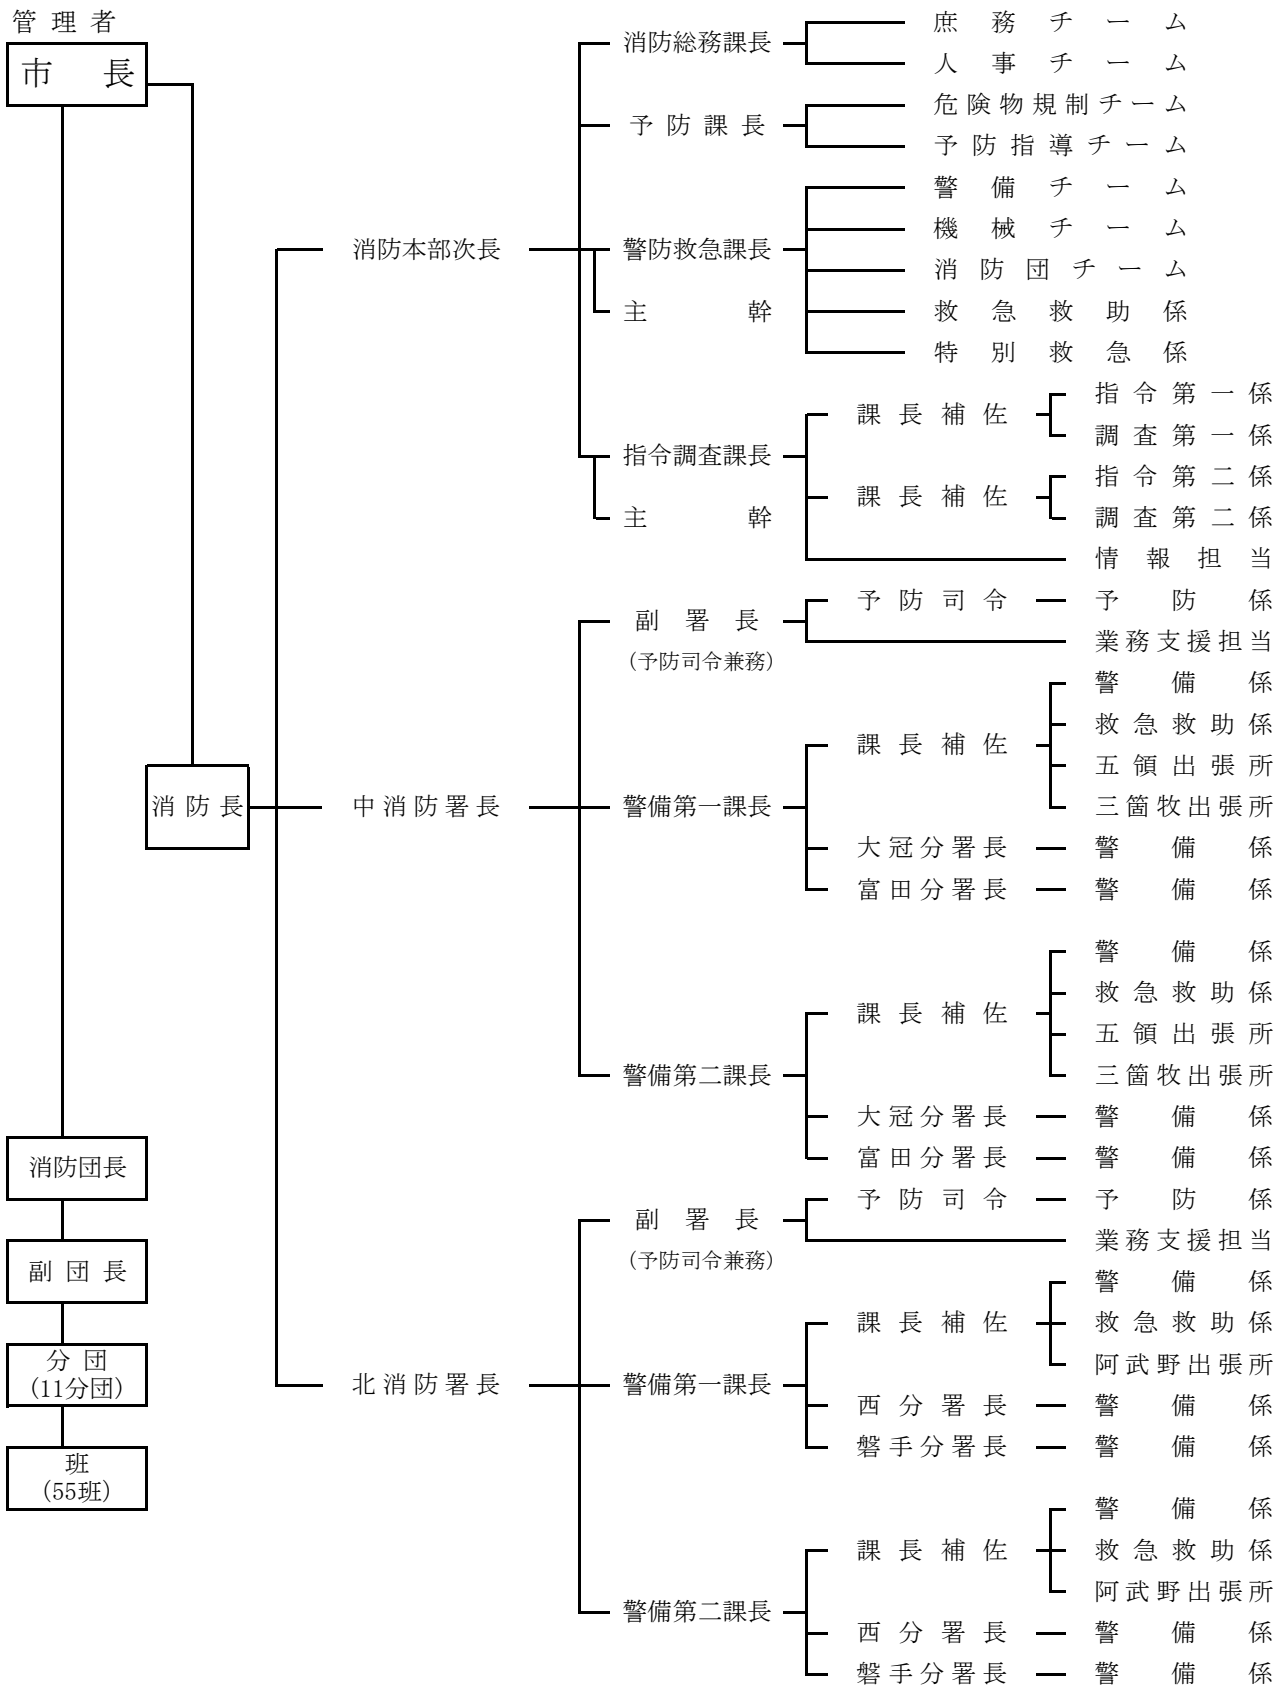 管理者
市長
消防長
消防団長
副団長
分団
(11分団)
班
(55班)
消防本部次長
消防総務課長
庶務チーム
人事チーム
予防課長
危険物規制チーム
予防指導チーム
警防救急課長
主幹
警備チーム
機械チーム
消防団チーム
救急救助係
特別救急係
指令調査課長
主幹
課長補佐
指令第一係
調査第一係
課長補佐
指令第二係
調査第二係
情報担当
中消防署長
副署長
(予防司令兼務)
予防司令
予防係
業務支援担当
警備第一課長
課長補佐
警備係
救急救助係
五領出張所
三箇牧出張所
大冠分署長
警備係
富田分署長
警備係
警備第二課長
課長補佐
警備係
救急救助係
五領出張所
三箇牧出張所
大冠分署長
警備係
富田分署長
警備係
北消防署長
副署長
(予防司令兼務)
予防司令
予防係
業務支援担当
警備第一課長
課長補佐
警備係
救急救助係
阿武野出張所
西分署長
警備係
磐手分署長
警備係
警備第二課長
課長補佐
警備係
救急救助係
阿武野出張所
西分署長
警備係
磐手分署長
警備係